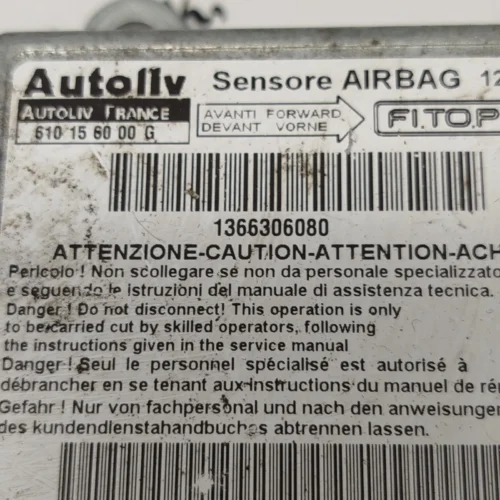 Autoliv Sensore AIRBAG 12
AUTOLIV FRANCE
610 15 60 00 G
AVANTI FORWARD
DEVANT VORNE
F.I.T.O.P
1366306080
ATTENZIONE-CAUTION-ATTENTION-ACH
Pericolo ! Non scollegare se non da personale specializzato
e seguendo le istruzioni del manuale di assistenza tecnica.
Danger ! Do not disconnect! This operation is only
to be carried cut by skilled operators, following
the instructions given in the service manual
Danger ! Seul le personnel spécialisé est autorisé à
débrancher en se tenant aux instructions du manuel de ré
Gefahr ! Nur von fachpersonal und nach den anweisungen
des kundendienstahandbuches abtrennen lassen.